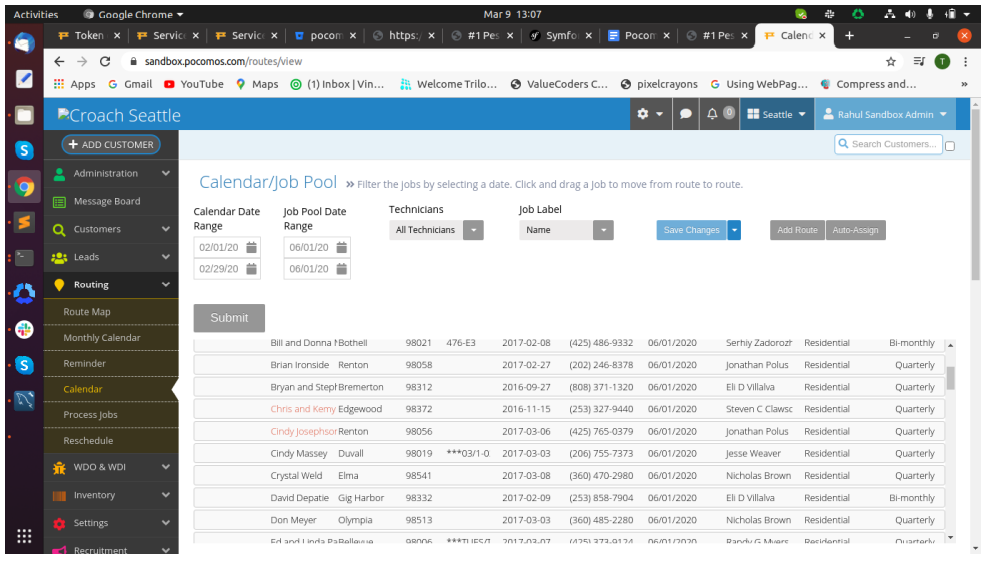 Activities Google Chrome Mar 9 13:07
Token Servic Servic pocom https:/ #1 Pes Symfo Pocom #1 Pes Calend
sandbox.pocomos.com/routes/view T
Apps Gmail YouTube Maps (1) Inbox | Vin... Welcome Trilo... ValueCoders C... pixelcrayons Using WebPag... Compress and... »
Croach Seattle 0 Seattle Rahul Sandbox Admin
+ ADD CUSTOMER Search Customers...
Administration
Message Board
Customers
Leads
Routing
Route Map
Monthly Calendar
Reminder
Calendar
Process Jobs
Reschedule
WDO & WDI
Inventory
Settings
Recruitment
Calendar/Job Pool » Filter the jobs by selecting a date. Click and drag a Job to move from route to route.
Calendar Date Range Job Pool Date Range Technicians Job Label
02/01/20 06/01/20 All Technicians Name Save Changes Add Route Auto-Assign
02/29/20 06/01/20
Submit
Bill and Donna Bothell 98021 476-E3 2017-02-08 (425) 486-9332 06/01/2020 Serhiy Zadorozh Residential Bi-monthly
Brian Ironside Renton 98058 2017-02-27 (202) 246-8378 06/01/2020 Jonathan Polus Residential Quarterly
Bryan and Steph Bremerton 98312 2016-09-27 (808) 371-1320 06/01/2020 Eli D Villalva Residential Quarterly
Chris and Kemy Edgewood 98372 2016-11-15 (253) 327-9440 06/01/2020 Steven C Clawsc Residential Quarterly
Cindy Josephsor Renton 98056 2017-03-06 (425) 765-0379 06/01/2020 Jonathan Polus Residential Quarterly
Cindy Massey Duvall 98019 ***03/1-0 2017-03-03 (206) 755-7373 06/01/2020 Jesse Weaver Residential Quarterly
Crystal Weld Elma 98541 2017-03-08 (360) 470-2980 06/01/2020 Nicholas Brown Residential Quarterly
David Depatie Gig Harbor 98332 2017-02-09 (253) 858-7904 06/01/2020 Eli D Villalva Residential Bi-monthly
Don Meyer Olympia 98513 2017-03-03 (360) 485-2280 06/01/2020 Nicholas Brown Residential Quarterly
Ed and Linda Pa Bellevue 98006 ***TUES/T 2017-03-07 (425) 373-9124 06/01/2020 Randy G Myers Residential Quarterly